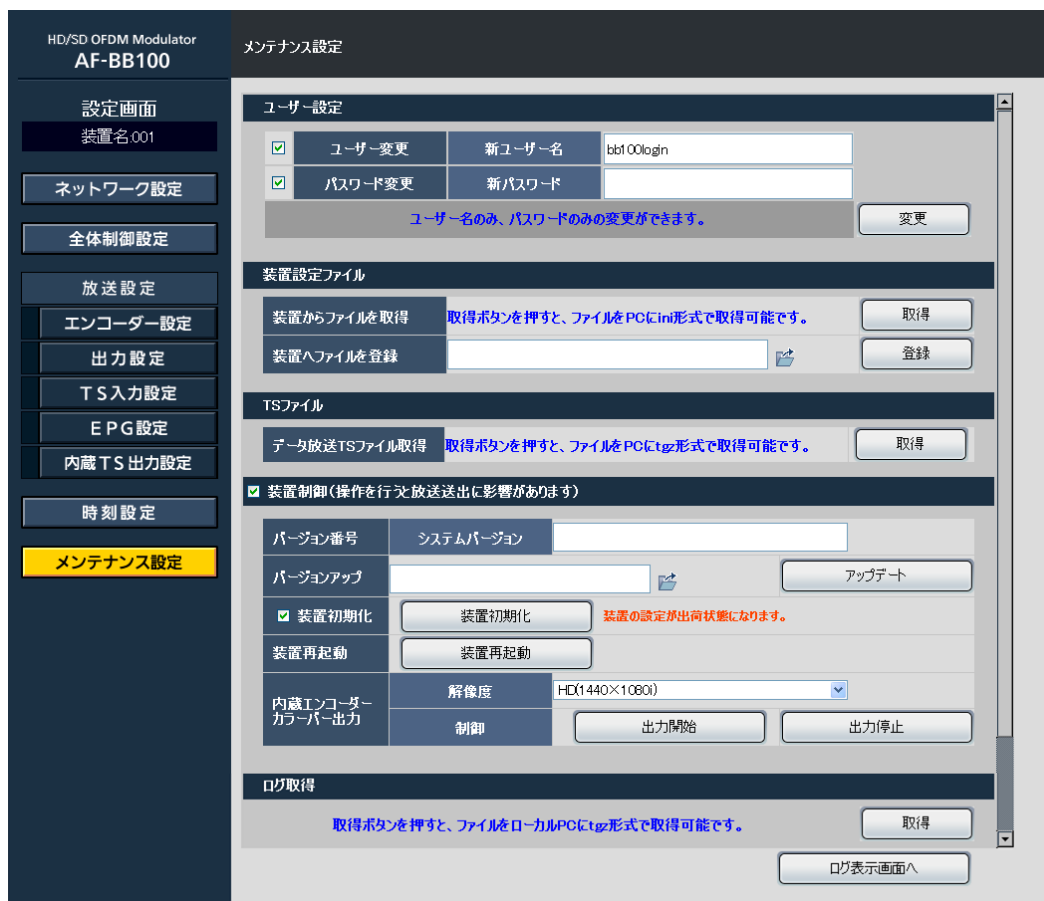 HD/SD OFDM Modulator
AF-BB100
設定画面
装置名:001
ネットワーク設定
全体制御設定
放送設定
エンコーダー設定
出力設定
TS入力設定
EPG設定
内蔵TS出力設定
時刻設定
メンテナンス設定
メンテナンス設定
ユーザー設定
ユーザー変更 新ユーザー名 bb100login
パスワード変更 新パスワード
ユーザー名のみ、パスワードのみの変更ができます。 変更
装置設定ファイル
装置からファイルを取得 取得ボタンを押すと、ファイルをPCにini形式で取得可能です。 取得
装置へファイルを登録 登録
TSファイル
データ放送TSファイル取得 取得ボタンを押すと、ファイルをPCにtgz形式で取得可能です。 取得
装置制御(操作を行うと放送送出に影響があります)
バージョン番号 システムバージョン
バージョンアップ アップデート
装置初期化 装置初期化 装置の設定が出荷状態になります。
装置再起動 装置再起動
内蔵エンコーダー
カラーバー出力
解像度 HD(1440×1080i)
制御 出力開始 出力停止
ログ取得
取得ボタンを押すと、ファイルをローカルPCにtgz形式で取得可能です。 取得
ログ表示画面へ